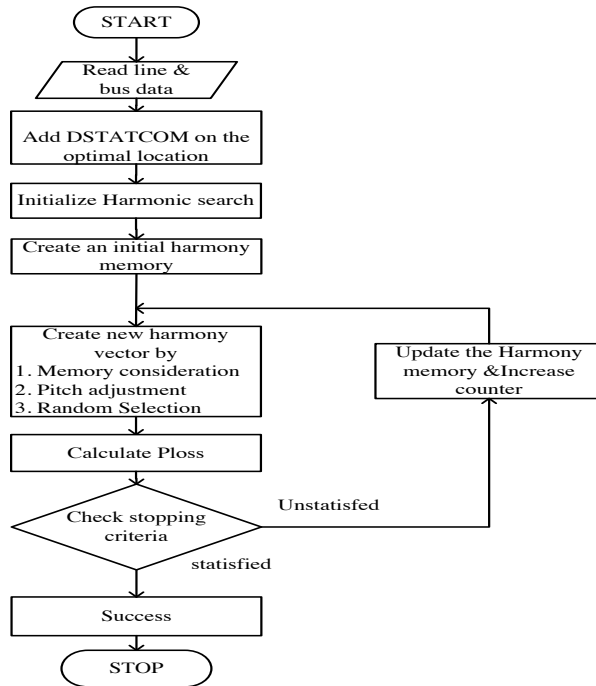 START
Read line &
bus data
Add DSTATCOM on the
optimal location
Initialize Harmonic search
Create an initial harmony
memory
Create new harmony
vector by
1. Memory consideration
2. Pitch adjustment
3. Random Selection
Update the Harmony
memory &Increase
counter
Calculate Ploss
Check stopping
criteria
Unstatisfed
statisfied
Success
STOP